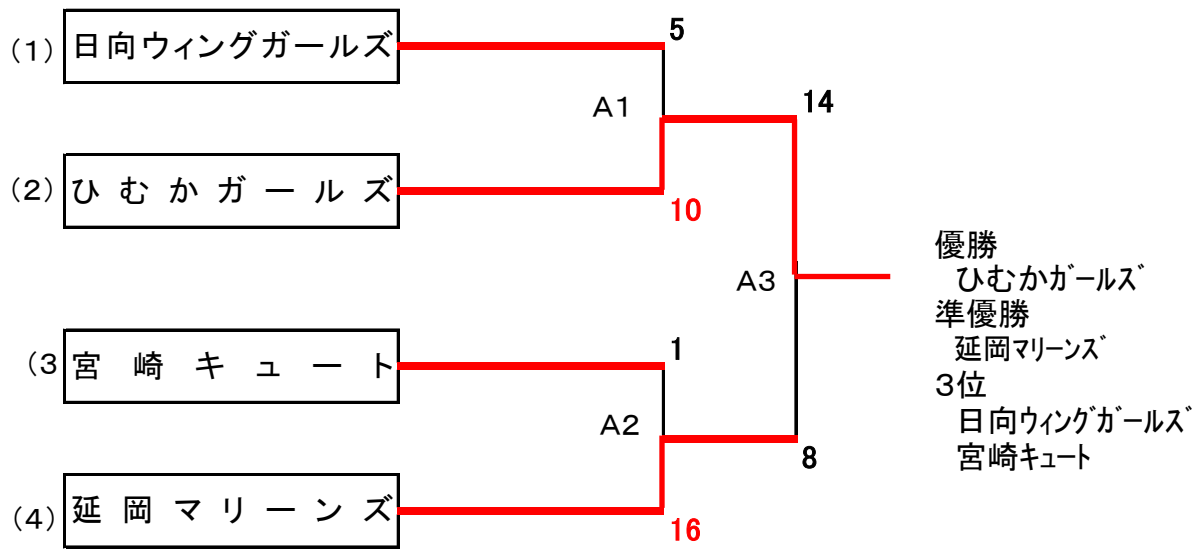 (1) 日向ウィングガールズ
5
A1
14
(2) ひむかガールズ
10
優勝
ひむかガールズ
A3
準優勝
延岡マリーンズ
(3 宮崎キュート
1
3位
日向ウィングガールズ
A2
8
宮崎キュート
(4) 延岡マリーンズ
16